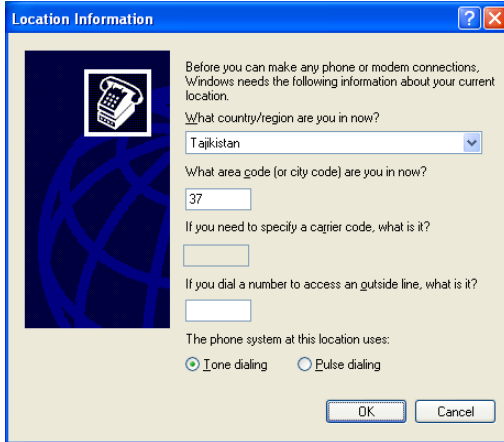 Location Information
Before you can make any phone or modem connections,
Windows needs the following information about your current
location.
What country/region are you in now?
Tajikistan
What area code (or city code) are you in now?
37
If you need to specify a carrier code, what is it?
If you dial a number to access an outside line, what is it?
The phone system at this location uses:
Tone dialing Pulse dialing
OK Cancel